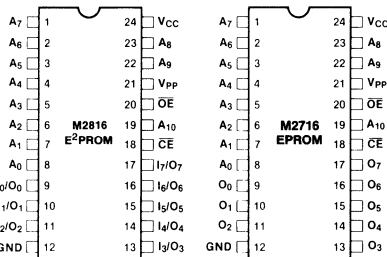 A7 1 24 VCC
A6 2 23 A8
A5 3 22 A9
A4 4 21 VPP
A3 5 20 OE
A2 6 19 A10
A1 7 18 CE
A0 8 17 I7/O7
0/O0 9 16 I6/O6
1/O1 10 15 I5/O5
2/O2 11 14 I4/O4
GND 12 13 I3/O3
M2816
E2PROM
A7 1 24 VCC
A6 2 23 A8
A5 3 22 A9
A4 4 21 VPP
A3 5 20 OE
A2 6 19 A10
A1 7 18 CE
A0 8 17 O7
O0 9 16 O6
O1 10 15 O5
O2 11 14 O4
GND 12 13 O3
M2716
EPROM